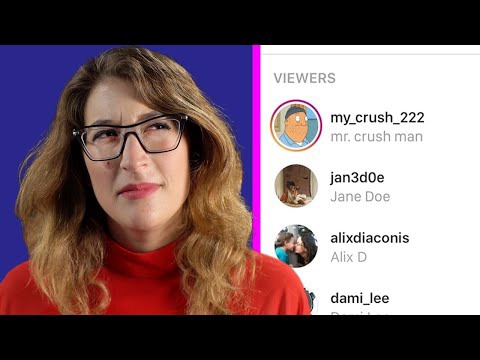 VIEWERS
my_crush_222
mr. crush man
jan3d0e
Jane Doe
alixdiaconis
Alix D
dami_lee